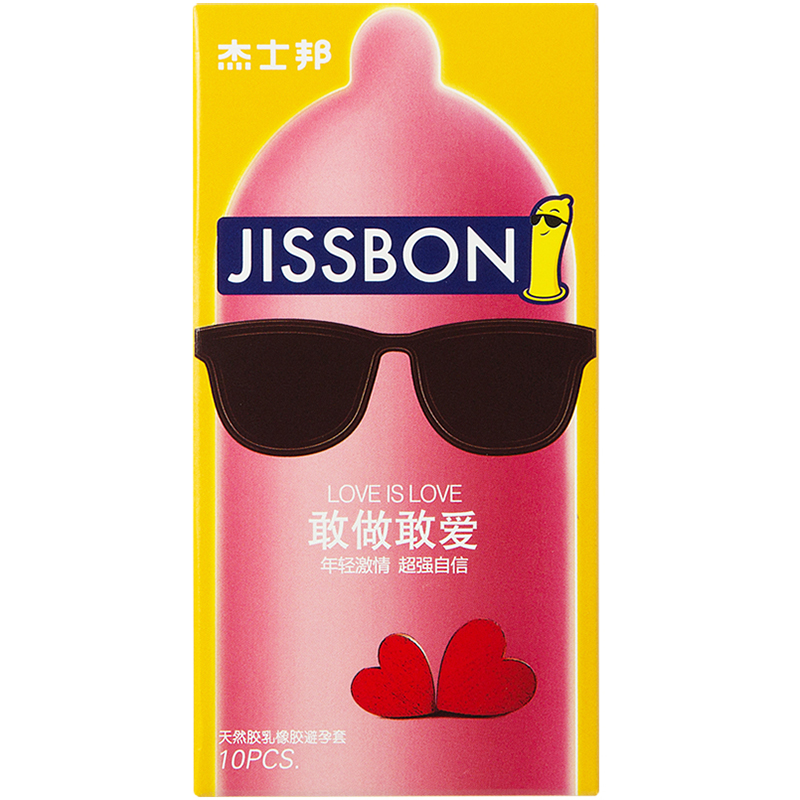 杰士邦
JISSBON
LOVE IS LOVE
敢做敢爱
年轻激情 超强自信
天然胶乳橡胶避孕套
10PCS.